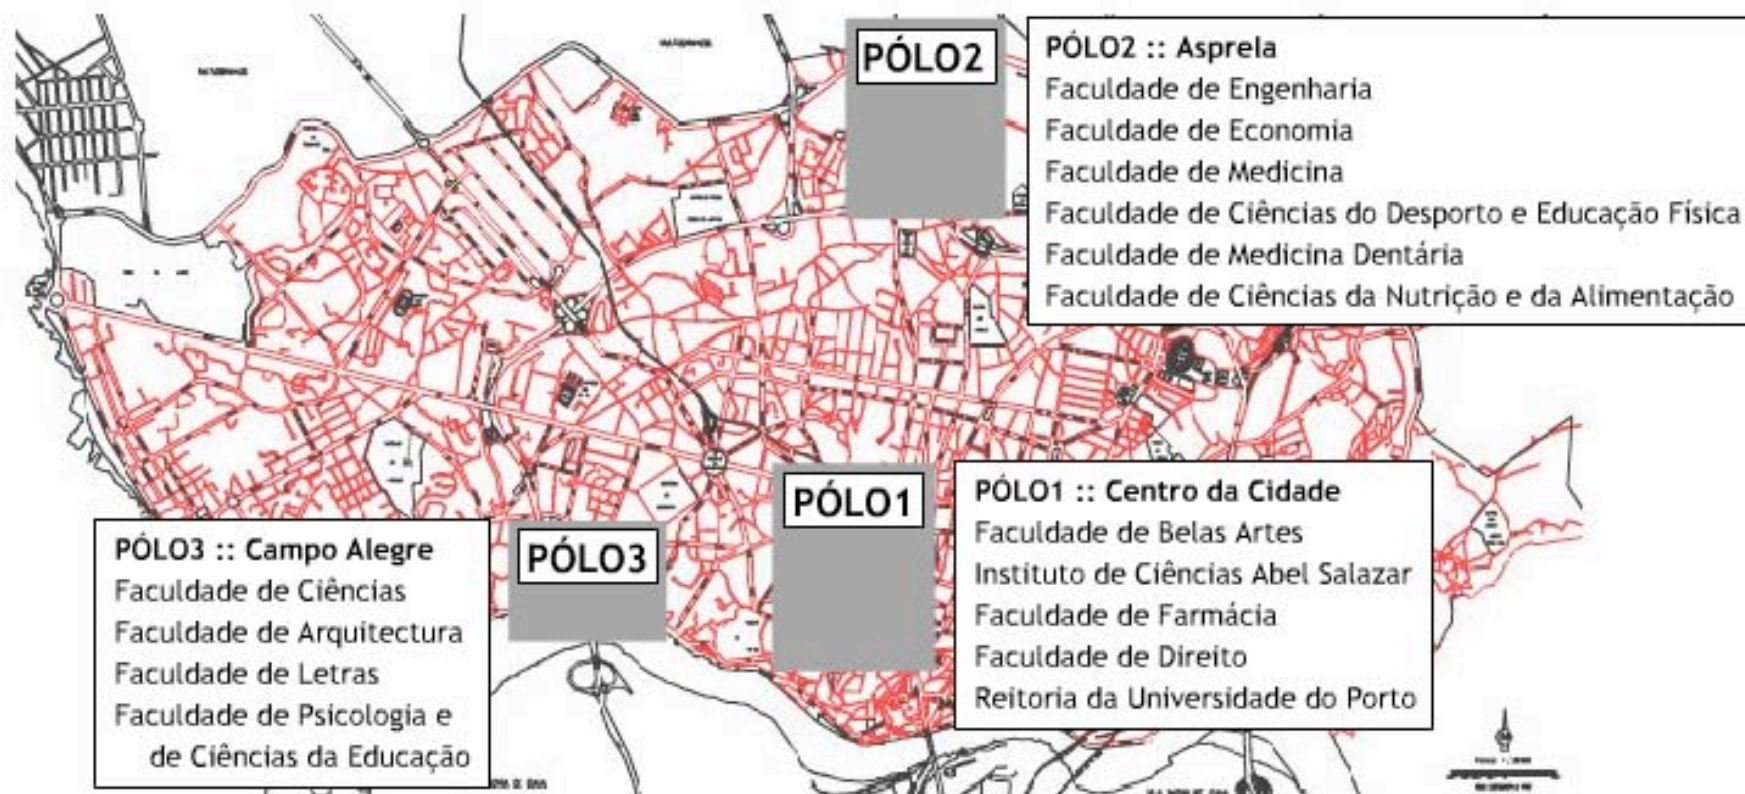 PÓLO2
PÓLO2 :: Asprela
Faculdade de Engenharia
Faculdade de Economia
Faculdade de Medicina
Faculdade de Ciências do Desporto e Educação Física
Faculdade de Medicina Dentária
Faculdade de Ciências da Nutrição e da Alimentação
PÓLO1
PÓLO1 :: Centro da Cidade
Faculdade de Belas Artes
Instituto de Ciências Abel Salazar
Faculdade de Farmácia
Faculdade de Direito
Reitoria da Universidade do Porto
PÓLO3
PÓLO3 :: Campo Alegre
Faculdade de Ciências
Faculdade de Arquitectura
Faculdade de Letras
Faculdade de Psicologia e
de Ciências da Educação